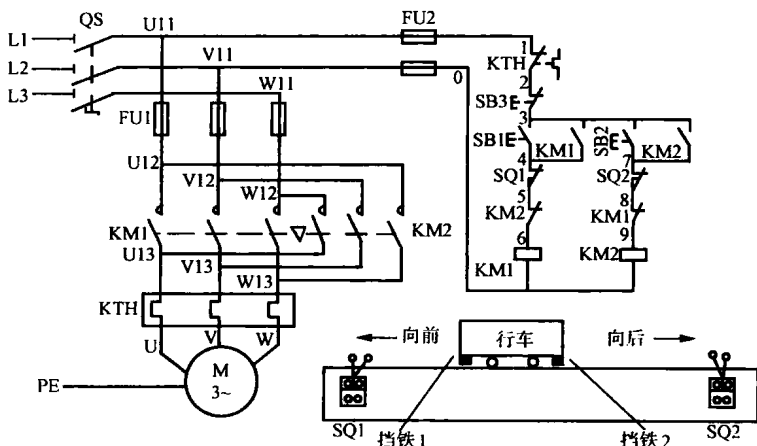 QS
U11
FU2
L1
L2
L3
V11
W11
FU1
0
1
KTH
2
SB3
3
SB1
KM1
SB2
KM2
4
7
SQ1
SQ2
5
8
KM2
KM1
6
9
KM1
KM2
U12
V12
W12
KM1
KM2
U13
V13
W13
KTH
U
V
W
M
3~
PE
向前
行车
向后
SQ1
挡铁1
挡铁2
SQ2